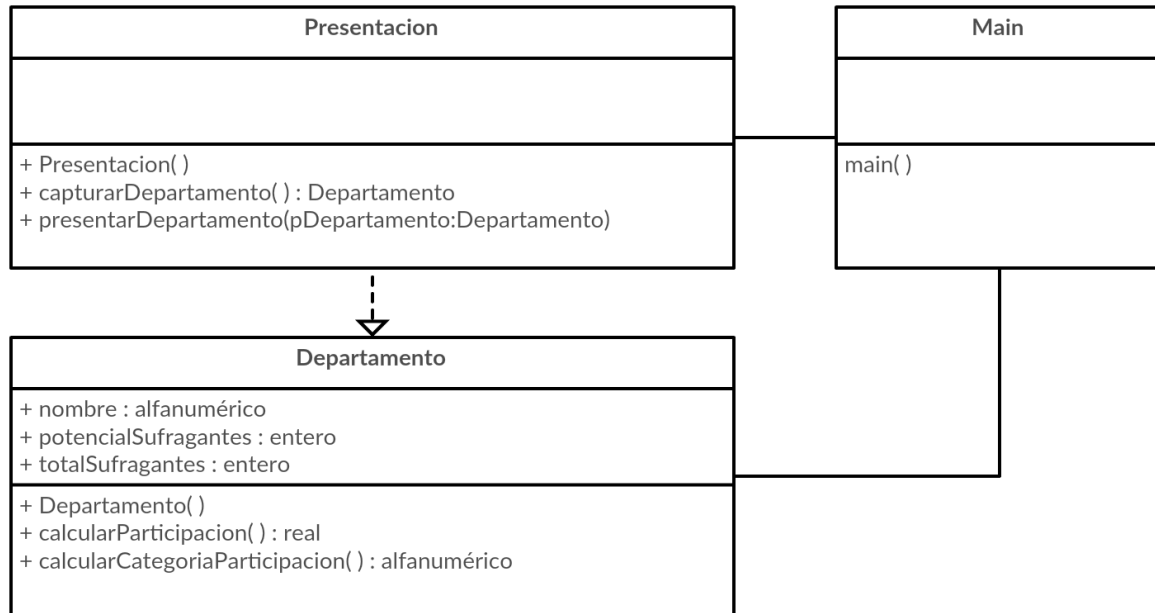 Presentacion
+ Presentacion( )
+ capturarDepartamento( ) : Departamento
+ presentarDepartamento(pDepartamento:Departamento)
Main
main( )
Departamento
+ nombre : alfanumérico
+ potencialSufragantes : entero
+ totalSufragantes : entero
+ Departamento( )
+ calcularParticipacion( ) : real
+ calcularCategoriaParticipacion( ) : alfanumérico